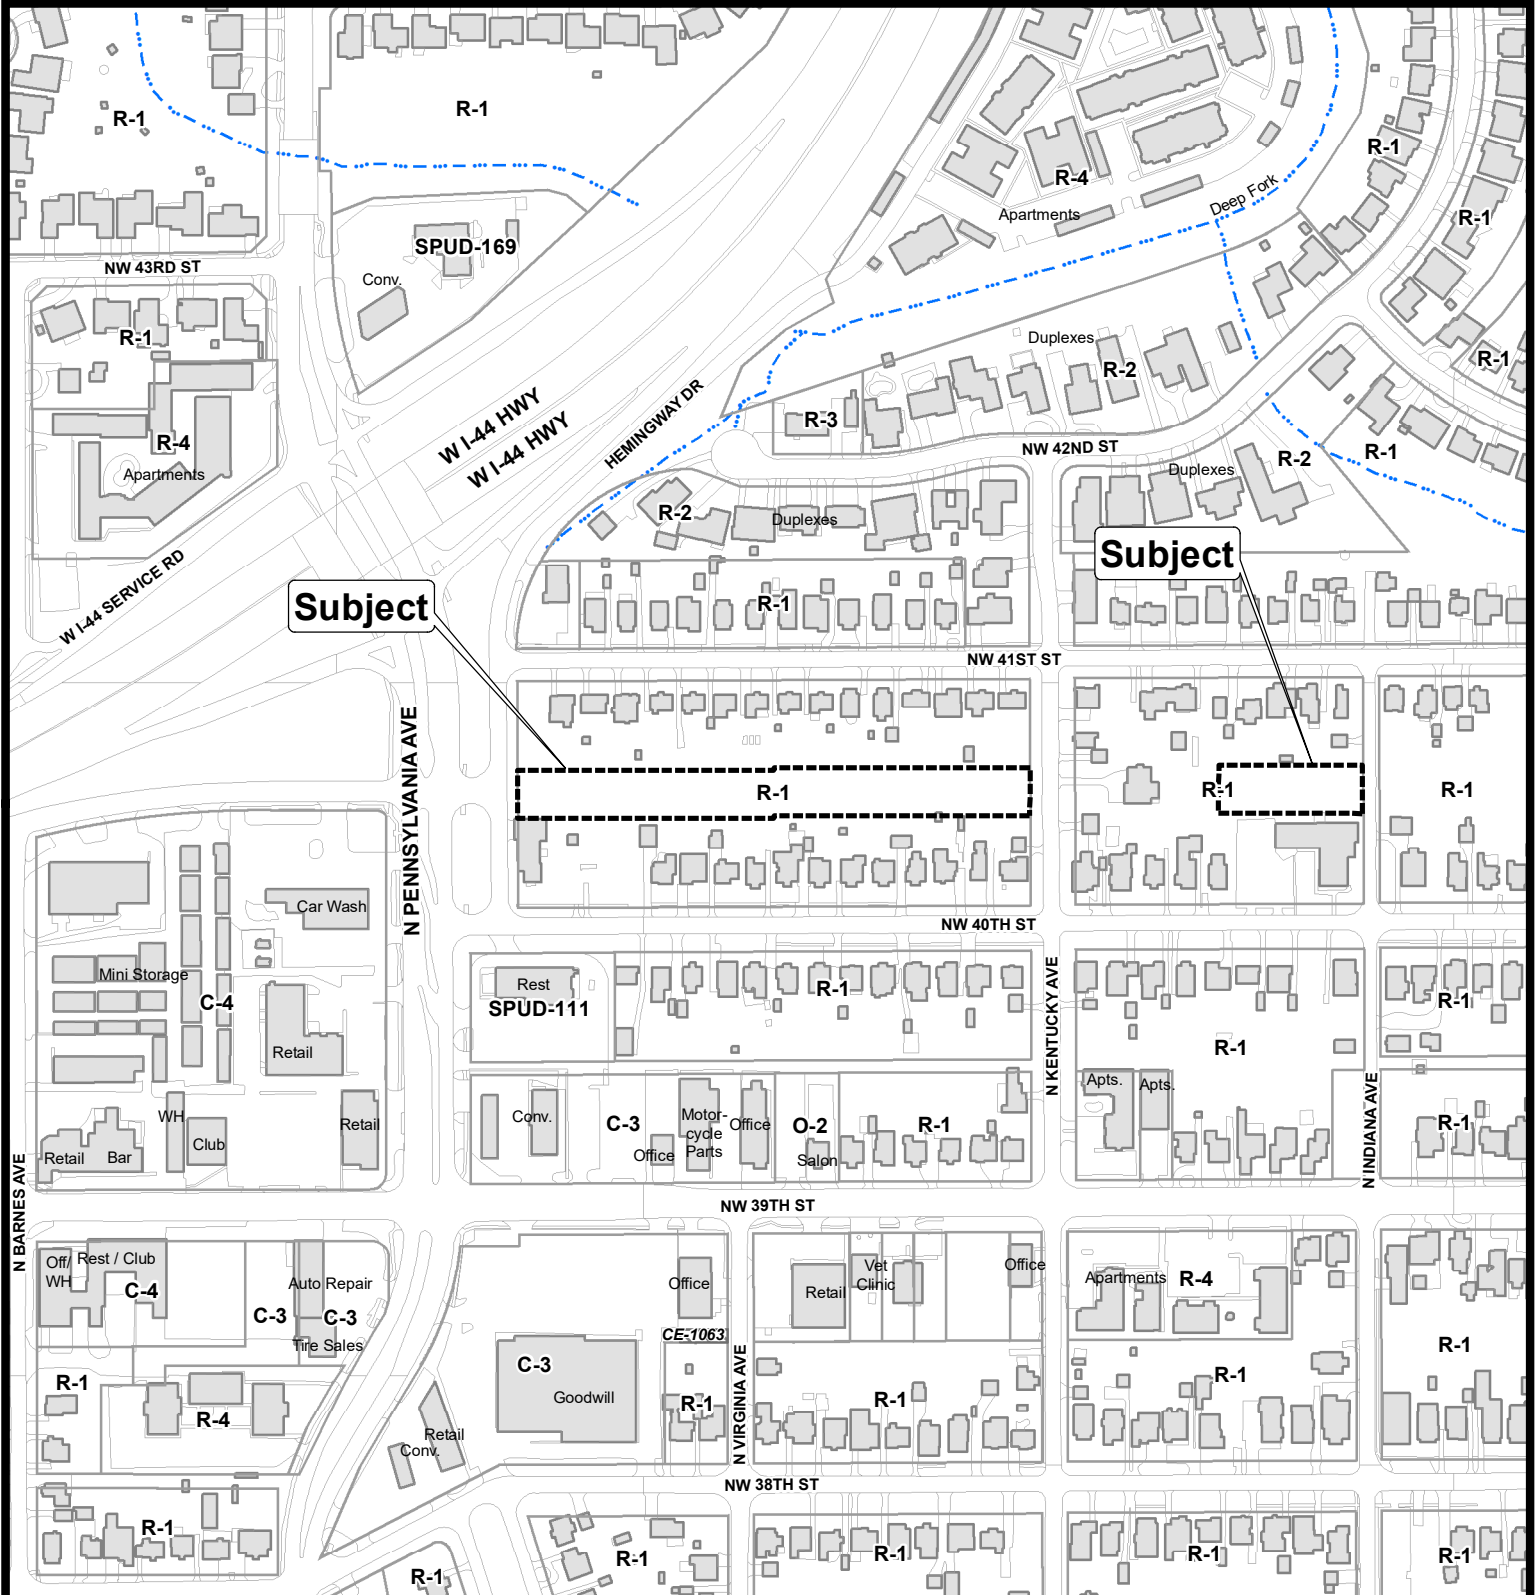 R-1
R-1
R-1
R-4
Apartments
Deep Fork
R-1
SPUD-169
Conv.
NW 43RD ST
R-1
Duplexes
R-2
R-1
W I-44 HWY
W I-44 HWY
HEMINGWAY DR
R-3
R-4
Apartments
NW 42ND ST
Duplexes
R-2
R-1
R-2
Duplexes
Subject
Subject
W I-44 SERVICE RD
R-1
NW 41ST ST
N PENNSYLVANIA AVE
R-1
R-1
R-1
Car Wash
NW 40TH ST
Mini Storage
C-4
Rest
SPUD-111
R-1
N KENTUCKY AVE
R-1
R-1
Retail
Apts.
Apts.
N INDIANA AVE
WH
Club
Retail
Retail
Bar
Conv.
C-3
Office
Motor-
cycle
Parts
Office
O-2
Salon
R-1
R-1
N BARNES AVE
NW 39TH ST
Off/
WH
Rest / Club
C-4
Auto Repair
C-3
C-3
Tire Sales
Office
CE-1063
Retail
Vet
Clinic
Office
Apartments
R-4
R-1
C-3
Goodwill
R-1
R-4
R-1
N VIRGINIA AVE
R-1
R-1
Retail
Conv.
NW 38TH ST
R-1
R-1
R-1
R-1
R-1
R-1